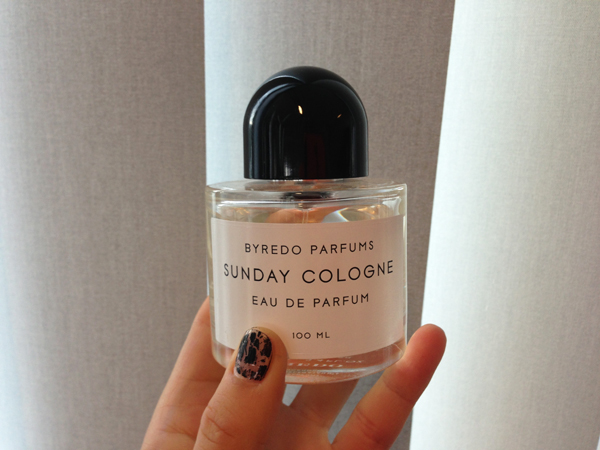 BYREDO PARFUMS
SUNDAY COLOGNE
EAU DE PARFUM
100 ML